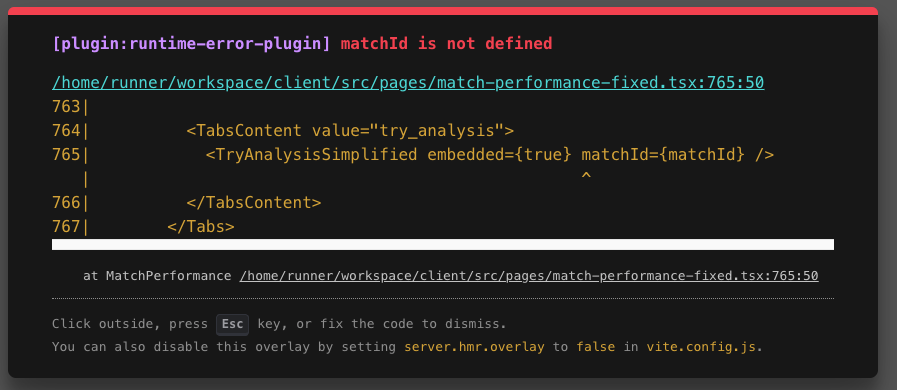 [plugin:runtime-error-plugin] matchId is not defined
/home/runner/workspace/client/src/pages/match-performance-fixed.tsx:765:50
763|
764|          <TabsContent value="try_analysis">
765|            <TryAnalysisSimplified embedded={true} matchId={matchId} />
   |                                                    ^
766|          </TabsContent>
767|        </Tabs>
at MatchPerformance /home/runner/workspace/client/src/pages/match-performance-fixed.tsx:765:50
Click outside, press Esc key, or fix the code to dismiss.
You can also disable this overlay by setting server.hmr.overlay to false in vite.config.js.